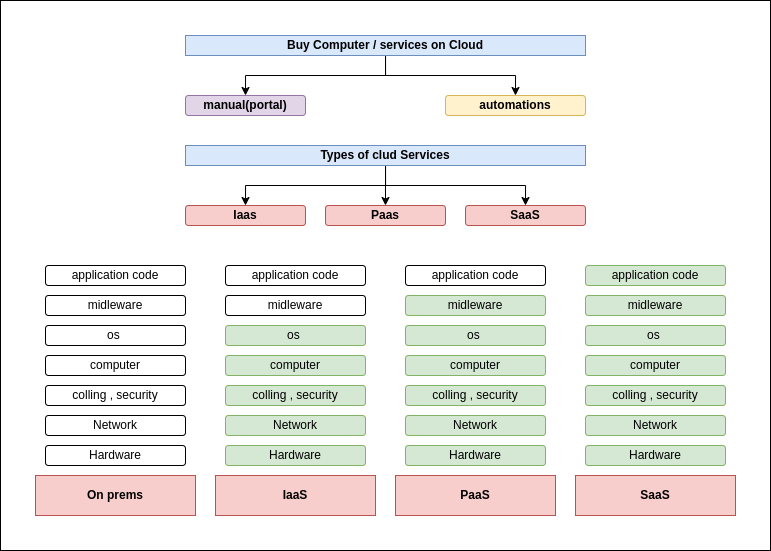 Buy Computer / services on Cloud
manual(portal)
automations
Types of clud Services
Iaas
Paas
SaaS
application code
application code
application code
application code
midleware
midleware
midleware
midleware
os
os
os
os
computer
computer
computer
computer
colling , security
colling , security
colling , security
colling , security
Network
Network
Network
Network
Hardware
Hardware
Hardware
Hardware
On prems
IaaS
PaaS
SaaS